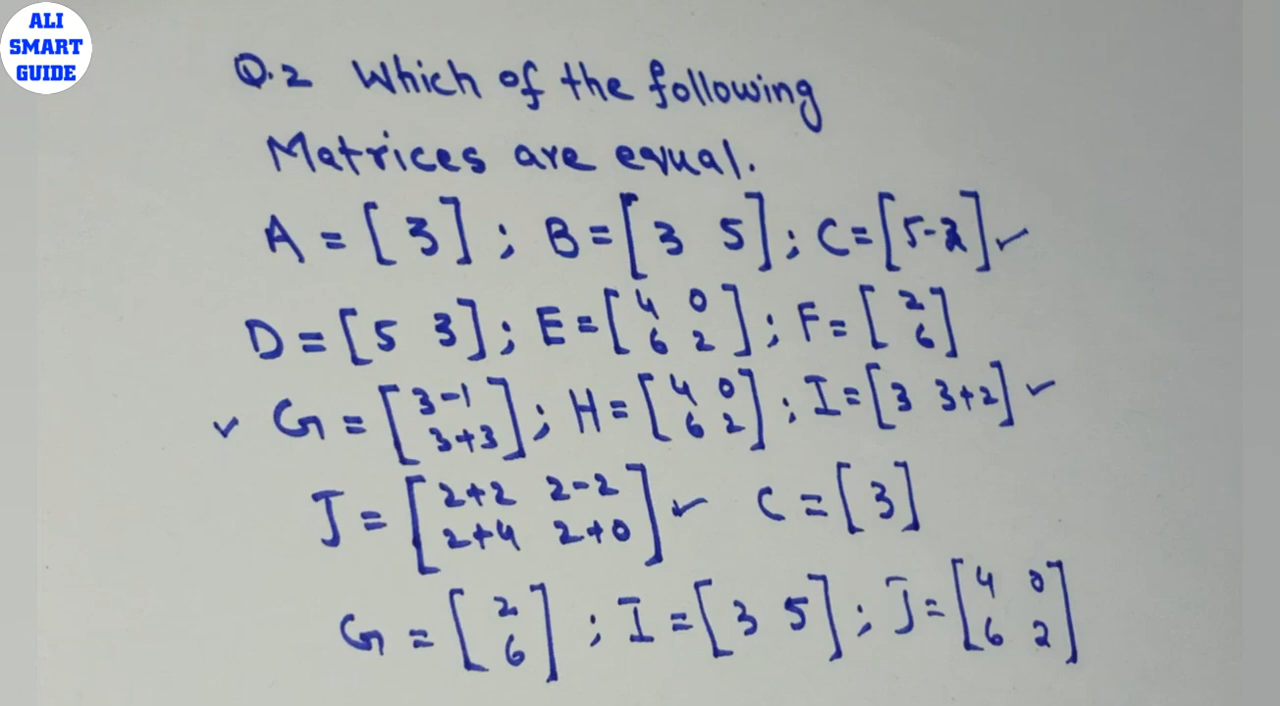 ALI
SMART
GUIDE
Q.2 Which of the following
Matrices are equal.
A = [ 3 ] ; B = [ 3 5 ] ; C = [ 5-2 ] ✓
D = [ 5 3 ] ; E = [ 4 0 6 2 ] ; F = [ 2 6 ]
✓ G = [ 3-1 3+3 ] ; H = [ 4 0 6 2 ] ; I = [ 3 3+2 ] ✓
J = [ 2+2 2-2 2+4 2+0 ] ✓ C = [ 3 ]
G = [ 2 6 ] ; I = [ 3 5 ] ; J = [ 4 0 6 2 ]